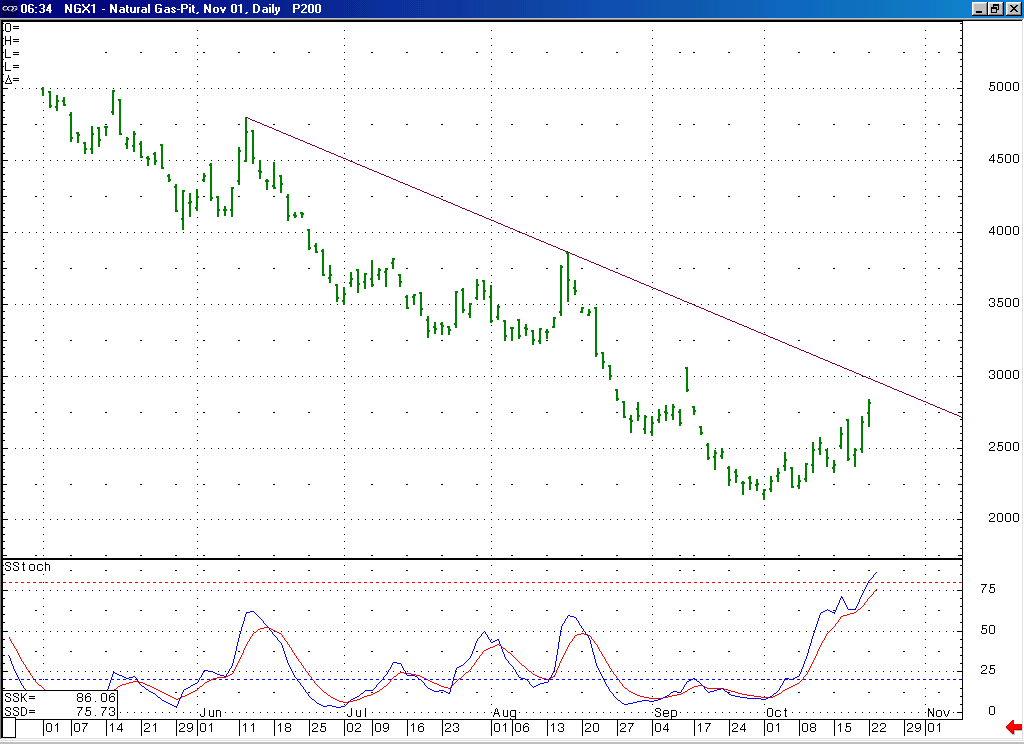 CQG 06:34 NGX1 - Natural Gas-Pit, Nov 01, Daily P200
O=
H=
L=
L=
Δ=
5000
4500
4000
3500
3000
2500
2000
SStoch
75
50
25
0
SSK= 86.06
SSD= 75.73
Jun Jul Aug Sep Oct Nov
01 07 14 29 01 11 18 25 02 09 16 23 01 06 13 20 27 04 17 24 01 08 15 22 29 01